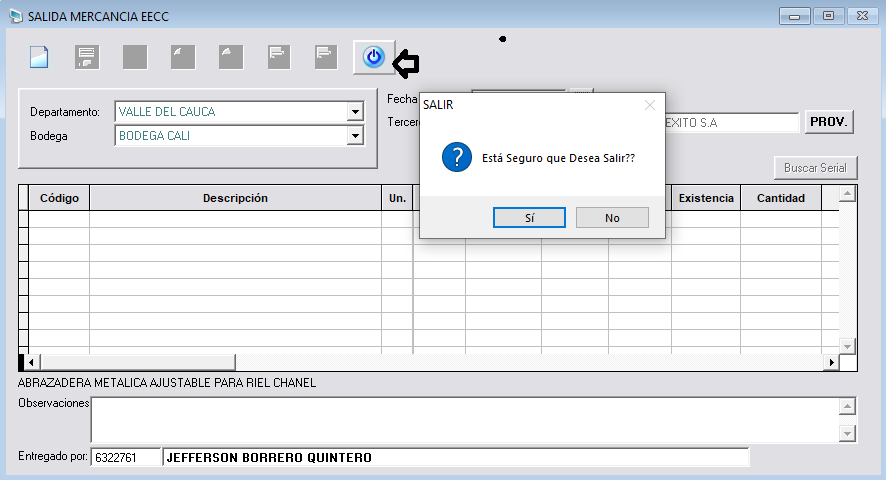 SALIDA MERCANCIA EECC
Departamento: VALLE DEL CAUCA
Bodega BODEGA CALI
Fecha
Tercer
EXITO S.A PROV.
SALIR
Está Seguro que Desea Salir??
Sí No
Buscar Serial
Código Descripción Un. Existencia Cantidad
ABRAZADERA METALICA AJUSTABLE PARA RIEL CHANEL
Observaciones
Entregado por: 6322761 JEFFERSON BORRERO QUINTERO